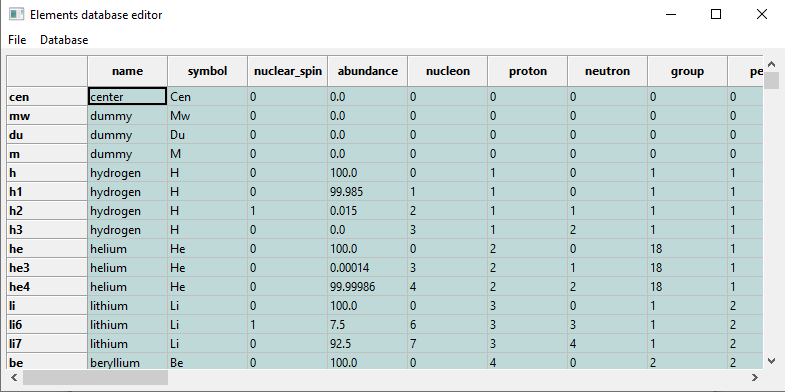 Elements database editor
File Database
name symbol nuclear_spin abundance nucleon proton neutron group pe
cen center Cen 0 0.0 0 0 0 0 0
mw dummy Mw 0 0.0 0 0 0 0 0
du dummy Du 0 0.0 0 0 0 0 0
m dummy M 0 0.0 0 0 0 0 0
h hydrogen H 0 100.0 0 1 0 1 1
h1 hydrogen H 0 99.985 1 1 0 1 1
h2 hydrogen H 1 0.015 2 1 1 1 1
h3 hydrogen H 0 0.0 3 1 2 1 1
he helium He 0 100.0 0 2 0 18 1
he3 helium He 0 0.00014 3 2 1 18 1
he4 helium He 0 99.99986 4 2 2 18 1
li lithium Li 0 100.0 0 3 0 1 2
li6 lithium Li 1 7.5 6 3 3 1 2
li7 lithium Li 0 92.5 7 3 4 1 2
be beryllium Be 0 100.0 0 4 0 2 2